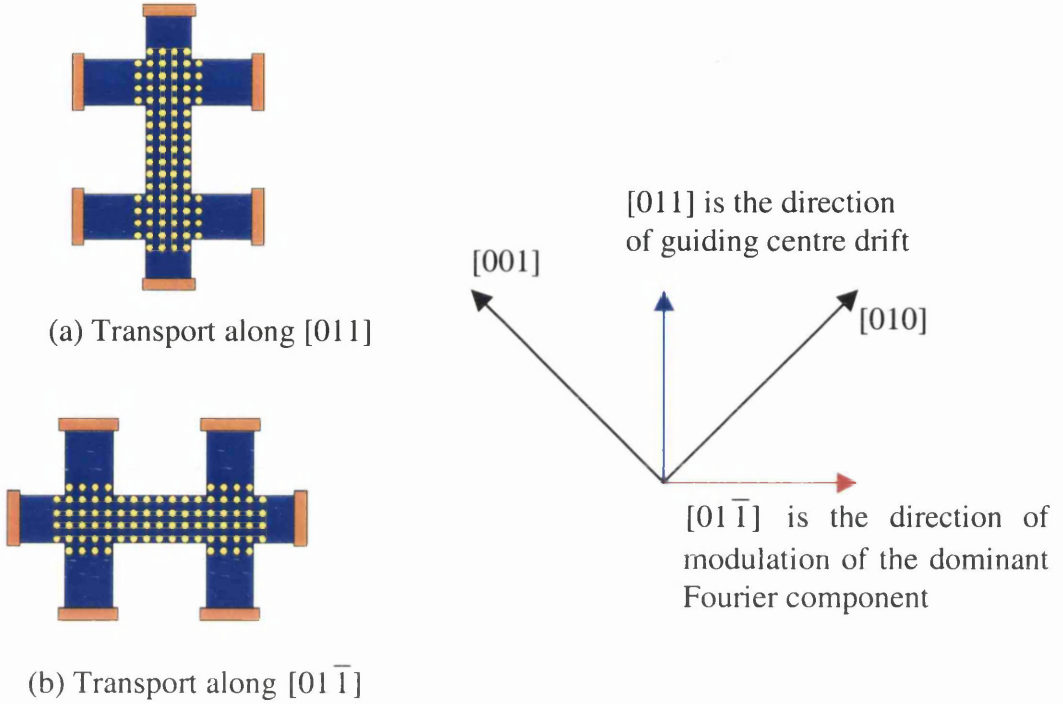 (a) Transport along [011]
(b) Transport along [01̅1̅]
[011] is the direction
of guiding centre drift
[001]
[010]
[011̅] is the direction of
modulation of the dominant
Fourier component